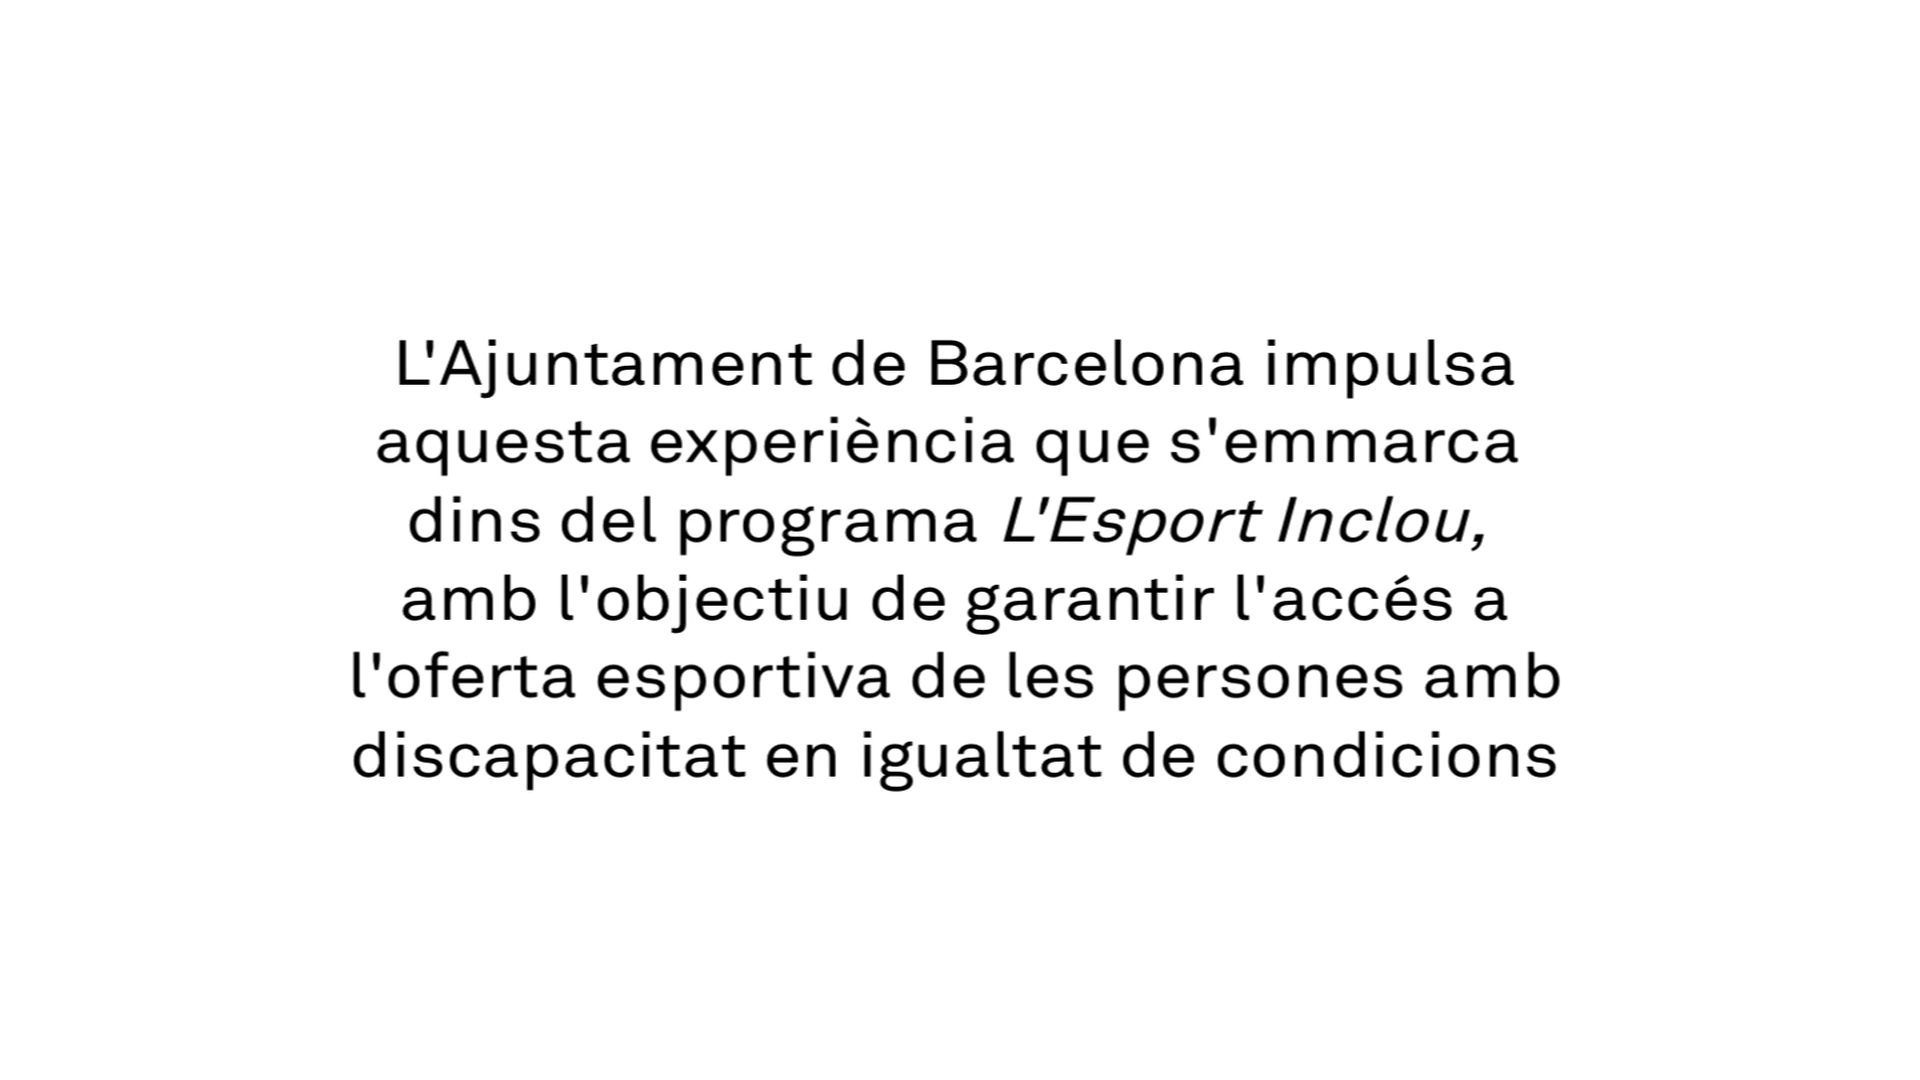 L'Ajuntament de Barcelona impulsa
aquesta experiència que s'emmarca
dins del programa L'Esport Inclou,
amb l'objectiu de garantir l'accés a
l'oferta esportiva de les persones amb
discapacitat en igualtat de condicions